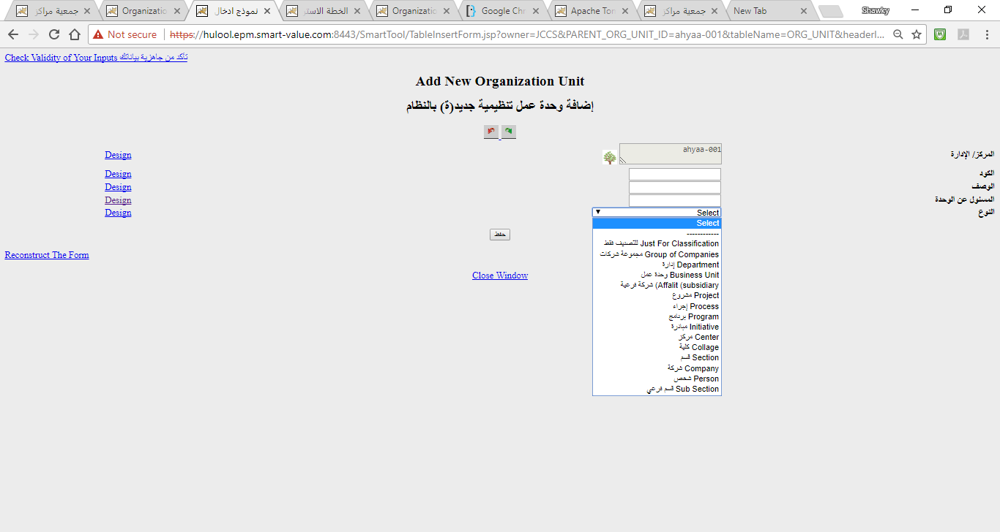 جمعية مراكز
Organizatio
نموذج ادخال
الخطة الاستر
Organizatio
Google Chr
Apache Tom
جمعية مراكز
New Tab
Shawky
Not secure
https://hulool.epm.smart-value.com:8443/SmartTool/TableInsertForm.jsp?owner=JCCS&PARENT_ORG_UNIT_ID=ahyaa-001&tableName=ORG_UNIT&headerI...
Check Validity of Your Inputs تأكد من جاهزية بياناتك
Add New Organization Unit
إضافة وحدة عمل تنظيمية جديد(ة) بالنظام
المركز/ الإدارة
ahyaa-001
Design
الكود
Design
الوصف
Design
المسئول عن الوحدة
Design
النوع
Select
Design
Select
------------
Just For Classification للتصنيف فقط
Group of Companies مجموعة شركات
Department إدارة
Business Unit وحدة عمل
Affalit (subsidiary) شركة فرعية
Project مشروع
Process إجراء
Program برنامج
Initiative مبادرة
Center مركز
Collage كلية
Section قسم
Company شركة
Person شخص
Sub Section قسم فرعي
حفظ
Reconstruct The Form
Close Window